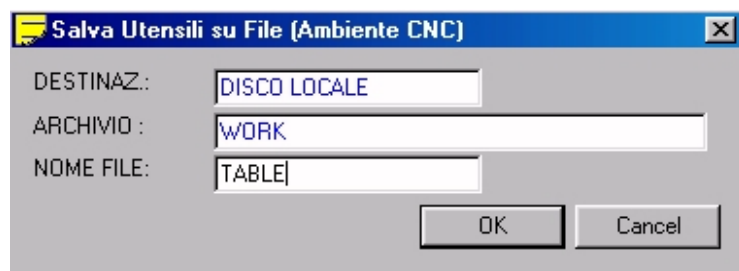 Salva Utensili su File (Ambiente CNC)
DESTINAZ.: DISCO LOCALE
ARCHIVIO : WORK
NOME FILE: TABLE
OK Cancel